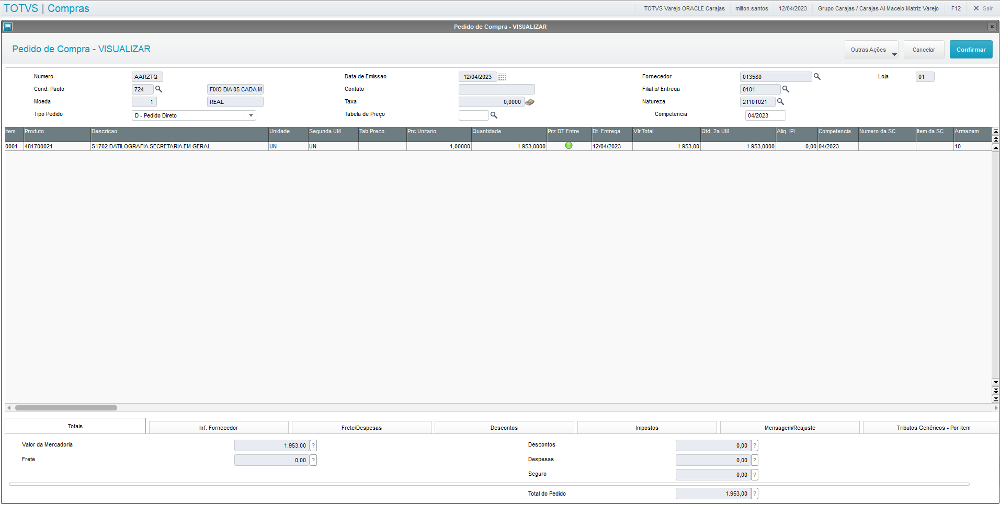 TOTVS | Compras
TOTVS Varejo ORACLE Carajas milton.santos 12/04/2023 Grupo Carajas / Carajas Al Maceio Matriz Varejo F12 Sair
Pedido de Compra - VISUALIZAR
Pedido de Compra - VISUALIZAR
Outras Ações Cancelar Confirmar
Numero AARZTQ Data de Emissao 12/04/2023 Fornecedor 013580 Loja 01
Cond. Pagto 724 FIXO DIA 05 CADA M Contato Filial p/ Entrega 0101
Moeda 1 REAL Taxa 0,0000 Natureza 21101021
Tipo Pedido D - Pedido Direto Tabela de Preço Competencia 04/2023
Item Produto Descricao Unidade Segunda UM Tab.Preco Prc Unitario Quantidade Prz DT Entre Dt. Entrega Vlr.Total Qtd. 2a UM Aliq. IPI Competencia Numero da SC Item da SC Armazem
0001 481700021 S1702 DATILOGRAFIA SECRETARIA EM GERAL UN UN 1,00000 1.953,0000 12/04/2023 1.953,00 1.953,0000 0,00 04/2023 10
Totais Inf. Fornecedor Frete/Despesas Descontos Impostos Mensagem/Reajuste Tributos Genéricos - Por item
Valor da Mercadoria 1.953,00 ? Descontos 0,00 ?
Frete 0,00 ? Despesas 0,00 ?
Seguro 0,00 ?
Total do Pedido 1.953,00 ?